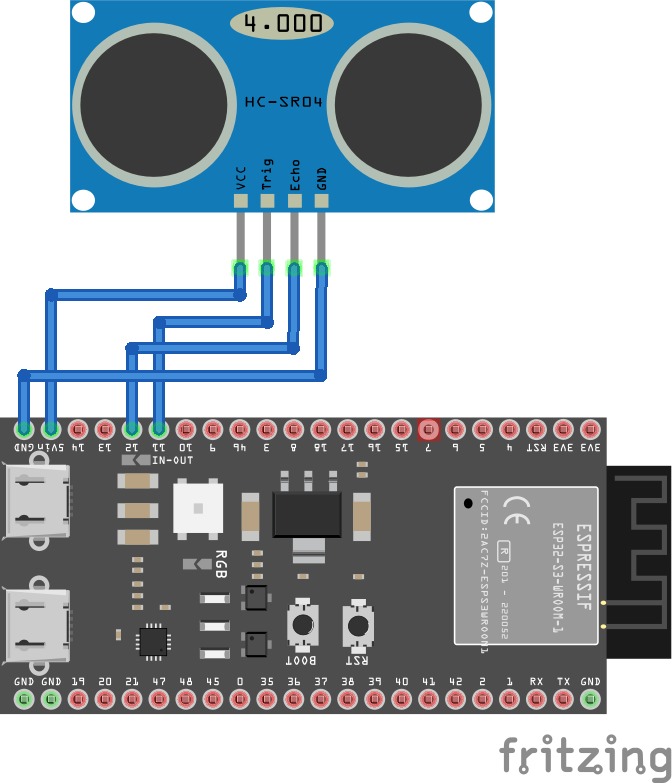 4.000
HC-SR04
VCC Trig Echo GND
GND 5Vin 14 13 12 11 10 9 46 3 8 18 17 16 15 7 6 5 4 RST 3V3 3V3
IN-OUT
RGB
BOOT
RST
FCCID:2AC7Z-ESPS3WROOM1
CE
R 201 - 220052
ESP32-S3-WROOM-1
ESPRESSIF
GND GND 19 20 21 47 48 45 0 35 36 37 38 39 40 41 42 2 1 RX TX GND
fritzing